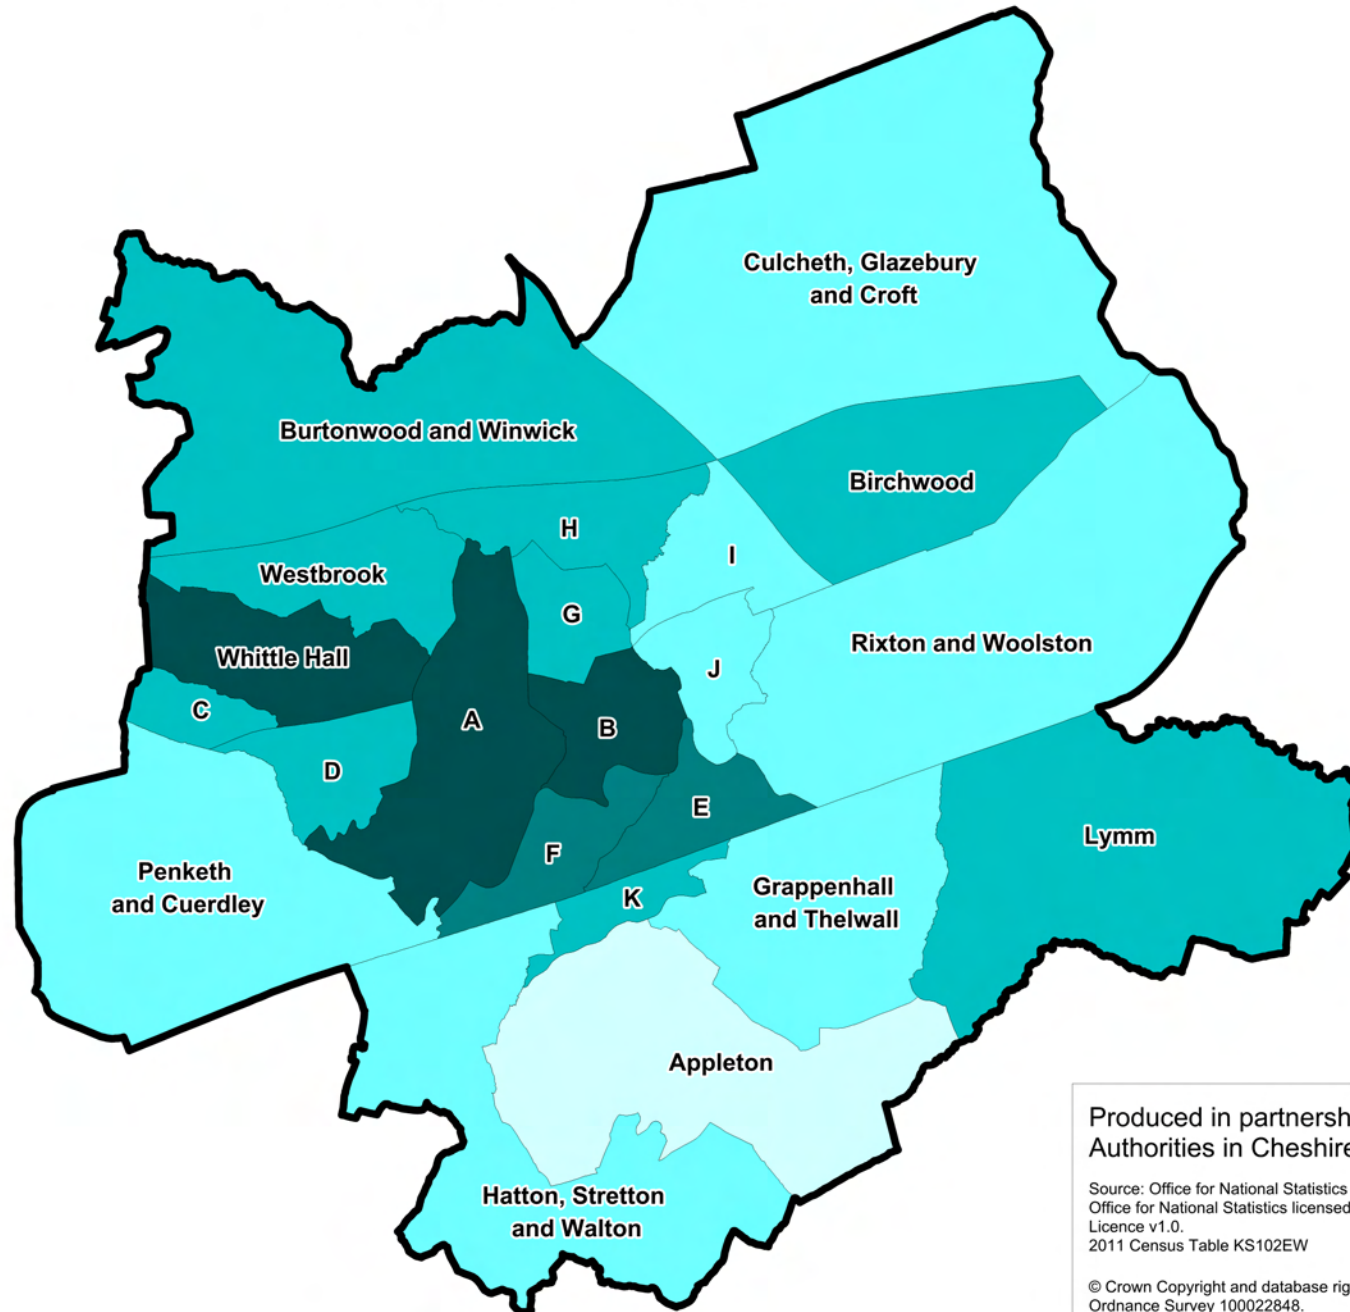 Culcheth, Glazebury
and Croft
Burtonwood and Winwick
Birchwood
H
I
Westbrook
G
Rixton and Woolston
Whittle Hall
J
C
A
B
D
E
Lymm
F
Penketh
and Cuerdley
K
Grappenhall
and Thelwall
Appleton
Hatton, Stretton
and Walton
Produced in partnersh
Authorities in Cheshire
Source: Office for National Statistics
Office for National Statistics licensed
Licence v1.0.
2011 Census Table KS102EW
© Crown Copyright and database rig
Ordnance Survey 100022848.